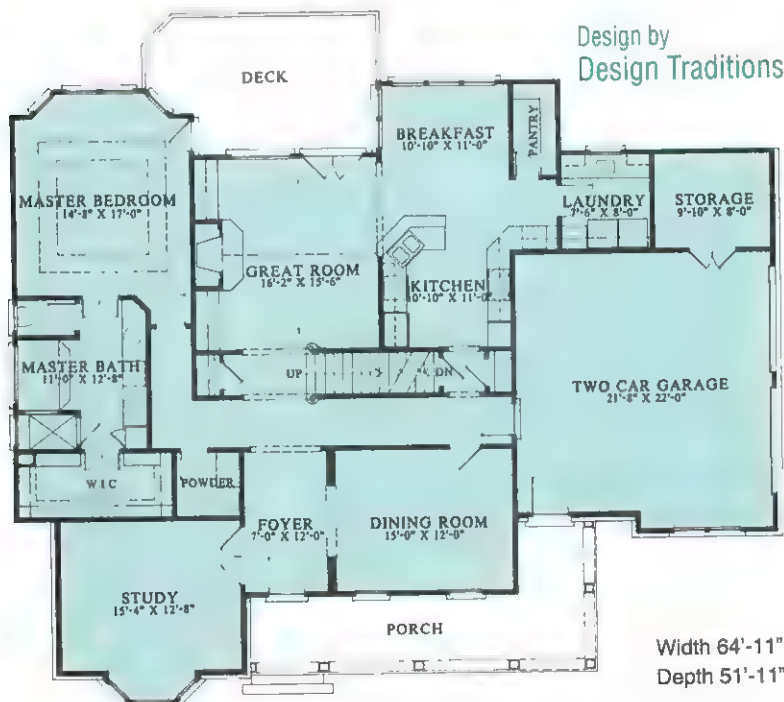 Design by
Design Traditions
DECK
BREAKFAST
10'-10" X 11'-0"
PANTRY
MASTER BEDROOM
14'-8" X 17'-0"
LAUNDRY
7'-6" X 8'-0"
STORAGE
9'-10" X 8'-0"
GREAT ROOM
16'-2" X 15'-6"
KITCHEN
10'-10" X 11'-0"
MASTER BATH
11'-0" X 12'-8"
UP
DN
TWO CAR GARAGE
21'-8" X 22'-0"
W.I.C
POWDER
FOYER
7'-0" X 12'-0"
DINING ROOM
15'-0" X 12'-0"
STUDY
15'-4" X 12'-8"
PORCH
Width 64'-11"
Depth 51'-11"